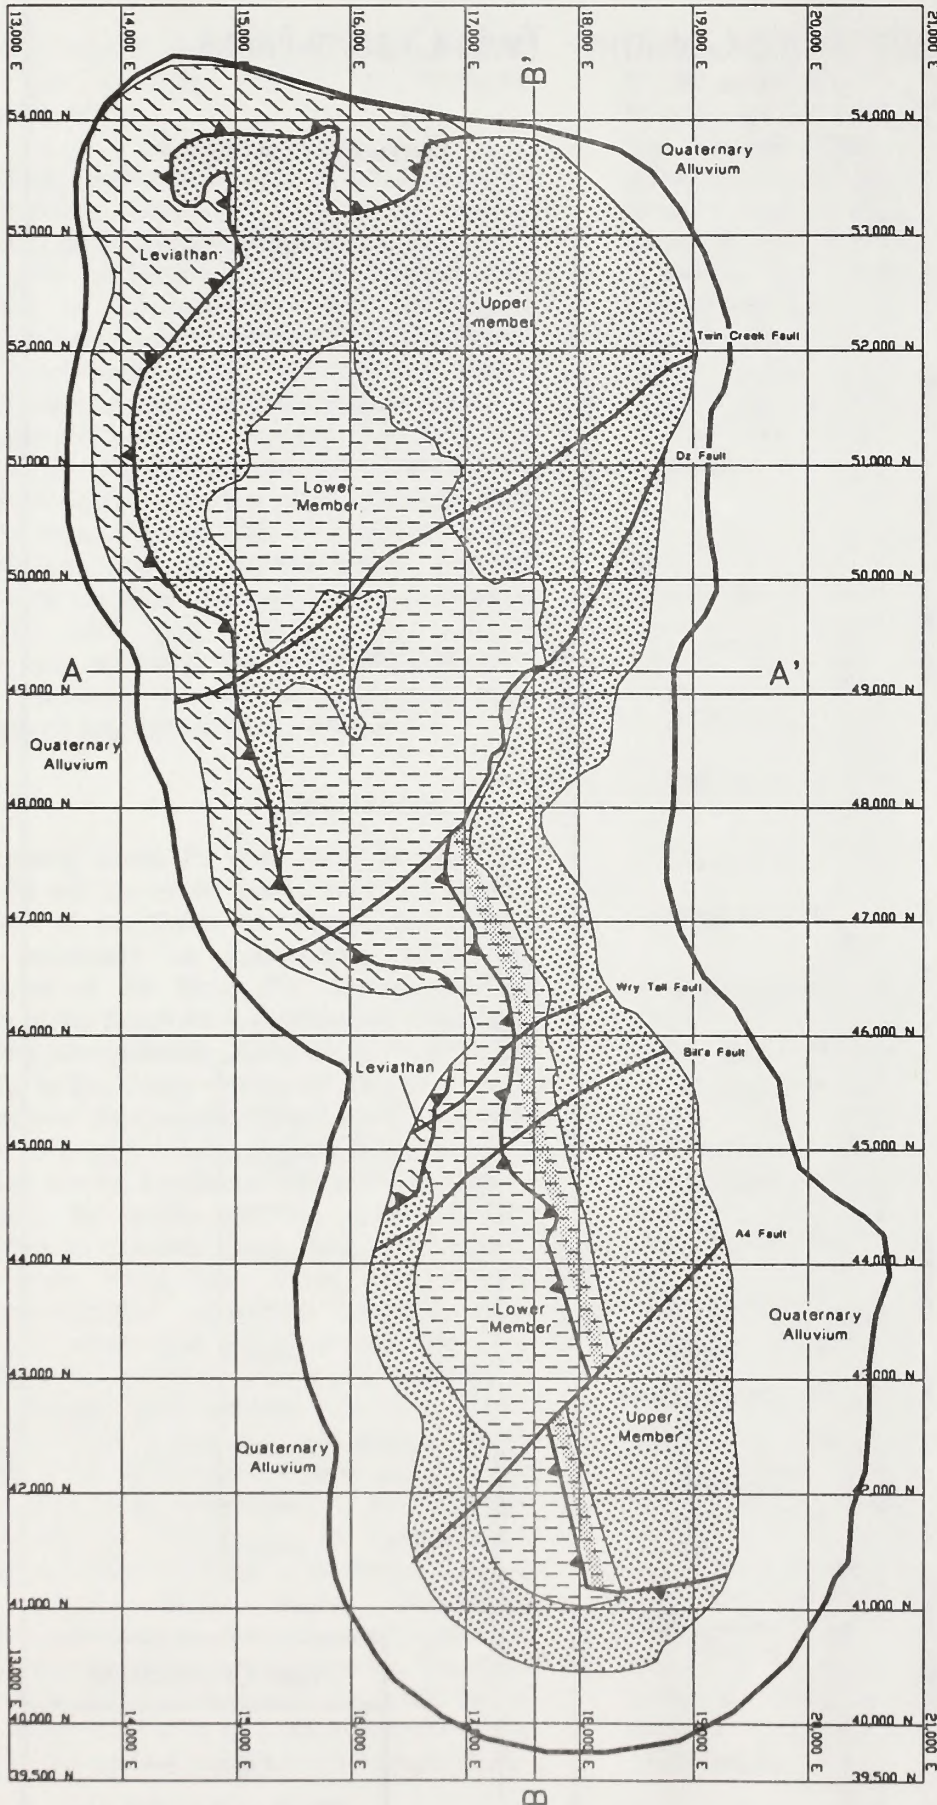 13,000 E
14,000 E
15,000 E
16,000 E
17,000 E
B'
18,000 E
19,000 E
20,000 E
21,000 E
54,000 N
54,000 N
Quaternary
Alluvium
53,000 N
53,000 N
Leviathan
Upper
member
Twin Creek Fault
52,000 N
52,000 N
51,000 N
Dz Fault
51,000 N
Lower
Member
50,000 N
50,000 N
A
A'
49,000 N
49,000 N
Quaternary
Alluvium
48,000 N
48,000 N
47,000 N
47,000 N
Wry Tail Fault
46,000 N
46,000 N
Bill's Fault
Leviathan
45,000 N
45,000 N
A4 Fault
44,000 N
44,000 N
Lower
Member
Quaternary
Alluvium
43,000 N
43,000 N
Upper
Member
Quaternary
Alluvium
42,000 N
42,000 N
41,000 N
41,000 N
40,000 N
40,000 N
13,000 E
14,000 E
15,000 E
16,000 E
17,000 E
18,000 E
19,000 E
20,000 E
21,000 E
39,500 N
39,500 N
B